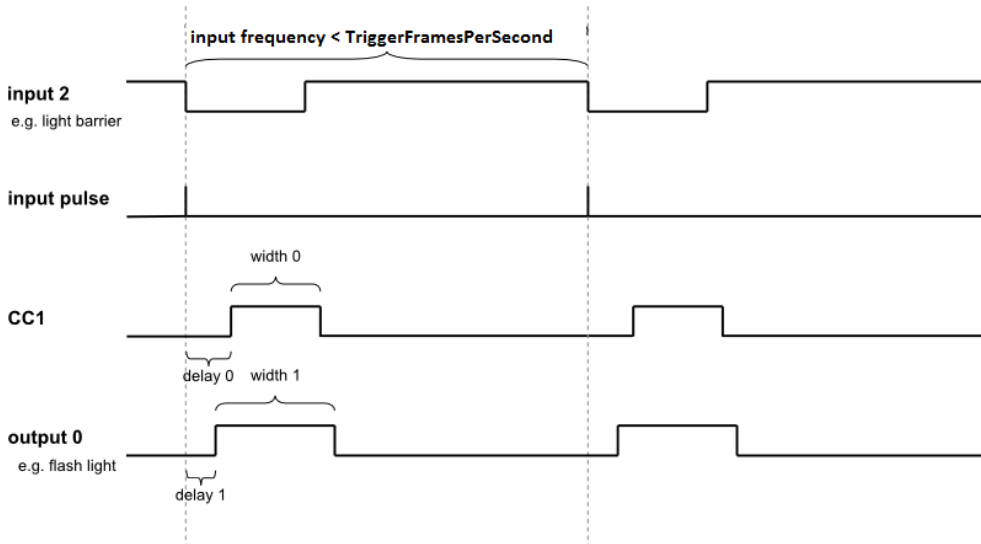 input frequency < TriggerFramesPerSecond
input 2
e.g. light barrier
input pulse
width 0
CC1
delay 0
width 1
output 0
e.g. flash light
delay 1